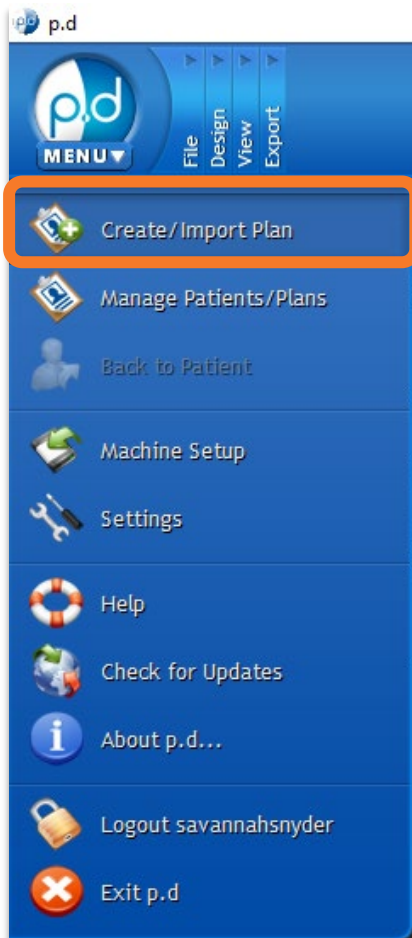 p.d
p.d
MENU
File
Design
View
Export
Create/Import Plan
Manage Patients/Plans
Back to Patient
Machine Setup
Settings
Help
Check for Updates
About p.d...
Logout savannahsnyder
Exit p.d